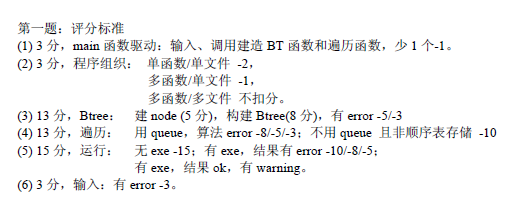 第一题：评分标准
(1) 3 分，main 函数驱动：输入、调用建造 BT 函数和遍历函数，少 1 个-1。
(2) 3 分，程序组织： 单函数/单文件 -2，
多函数/单文件 -1，
多函数/多文件 不扣分。
(3) 13 分，Btree： 建 node (5 分)，构建 Btree(8 分)，有 error -5/-3
(4) 13 分，遍历： 用 queue，算法 error -8/-5/-3；不用 queue 且非顺序表存储 -10
(5) 15 分，运行： 无 exe -15；有 exe，结果有 error -10/-8/-5；
有 exe，结果 ok，有 warning。
(6) 3 分，输入：有 error -3。